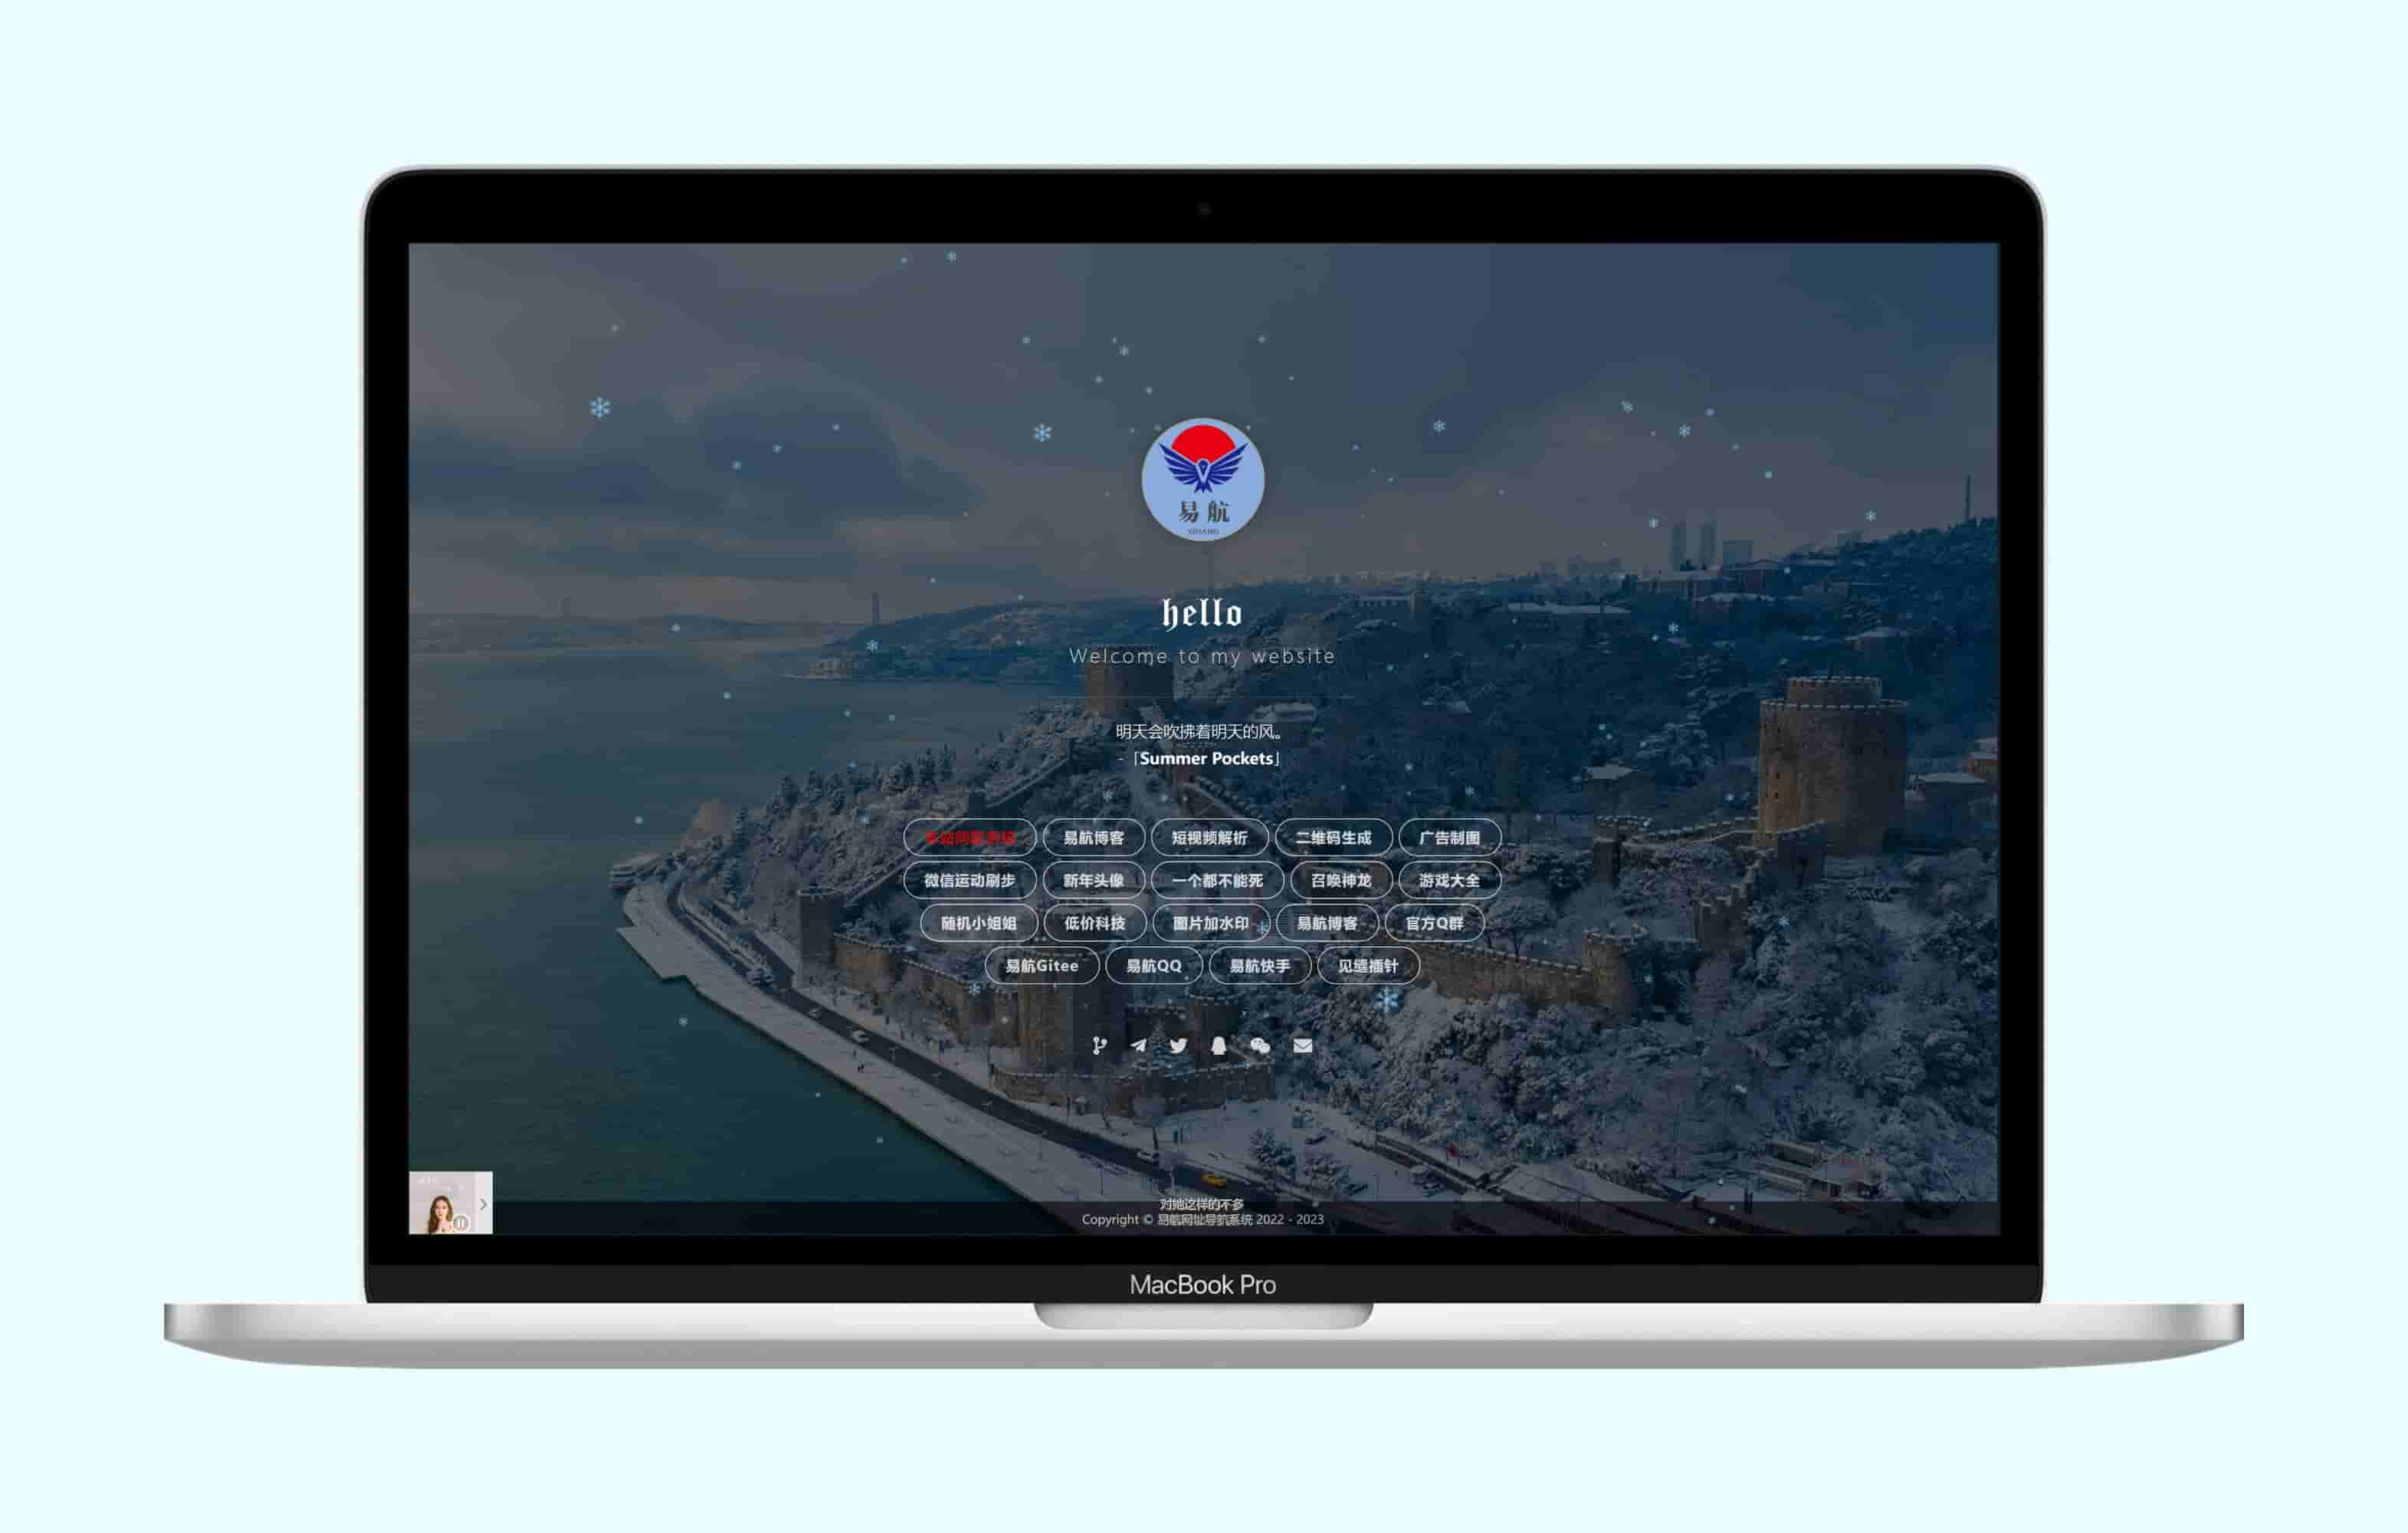 易航
YIHANG
hello
Welcome to my website
明天会吹拂着明天的风。
-「Summer Pockets」
易航博客 短视频解析 二维码生成 广告制图
微信运动刷步 新年头像 一个都不能死 召唤神龙 游戏大全
随机小姐姐 低价科技 图片加水印 易航博客 官方Q群
易航Gitee 易航QQ 易航快手 见缝插针
对她这样的不多
Copyright © 易航网址导航系统 2022 - 2023
MacBook Pro